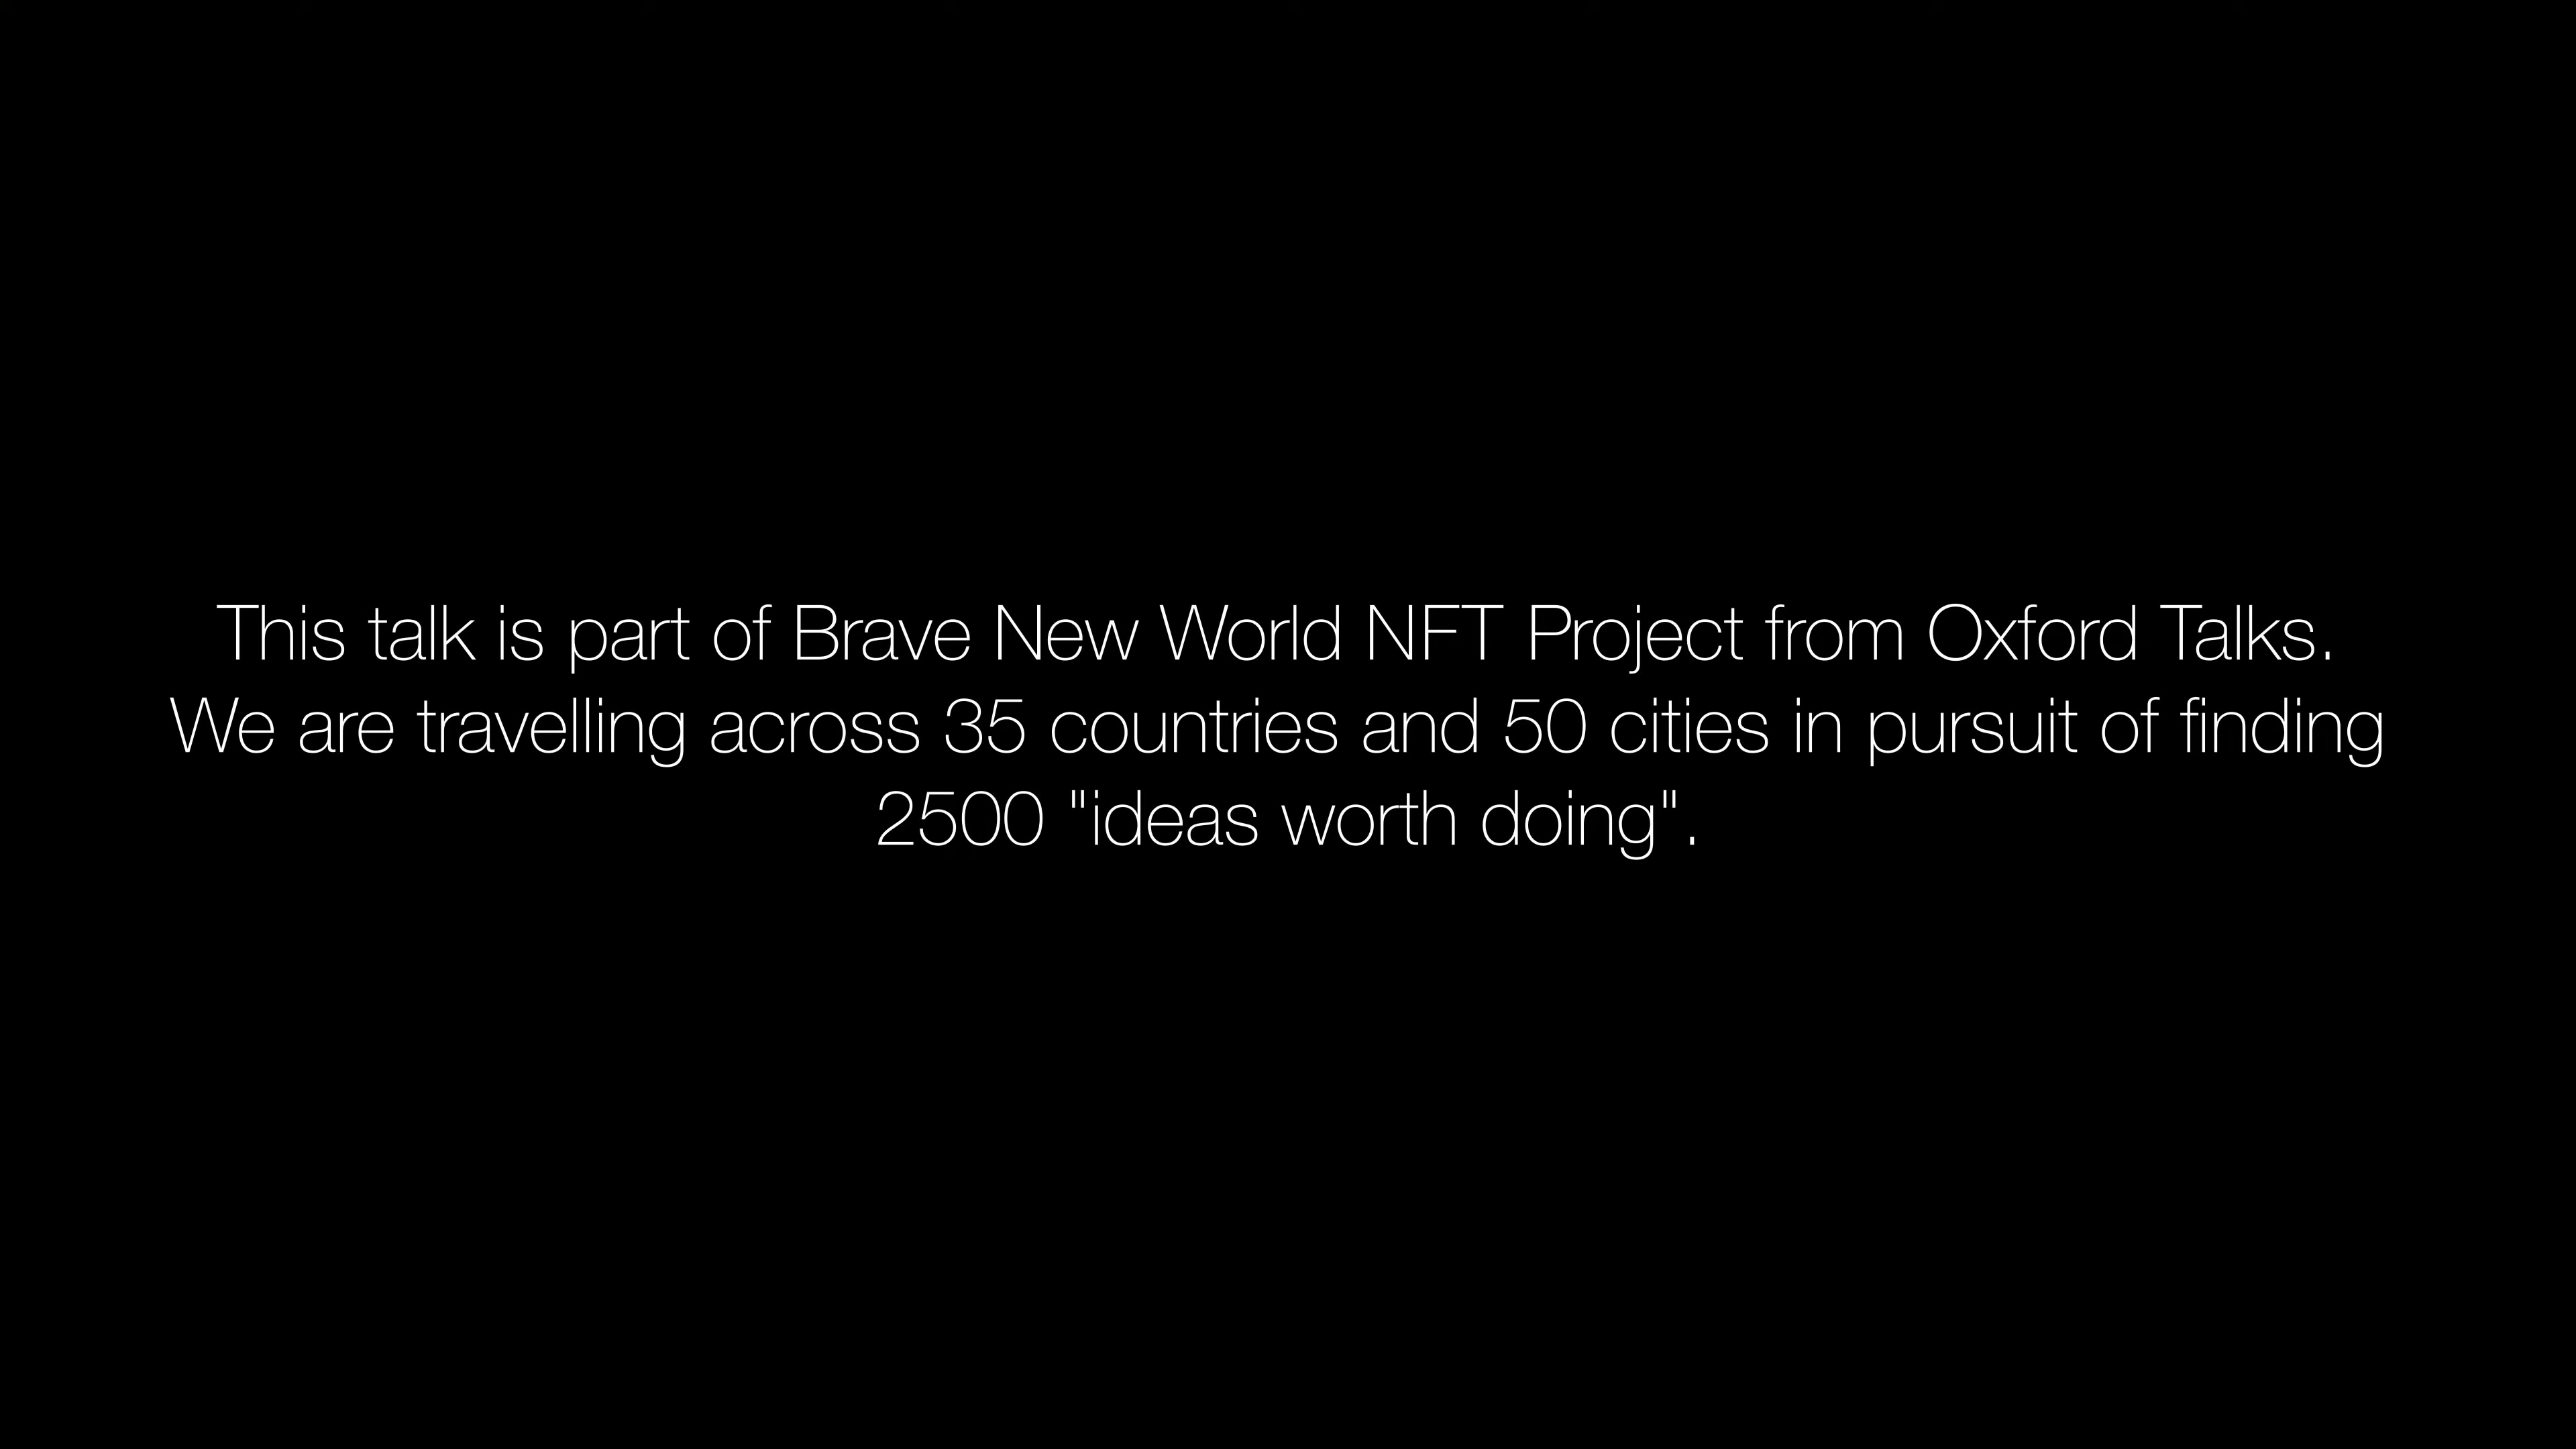 This talk is part of Brave New World NFT Project from Oxford Talks.
We are travelling across 35 countries and 50 cities in pursuit of finding
2500 "ideas worth doing".